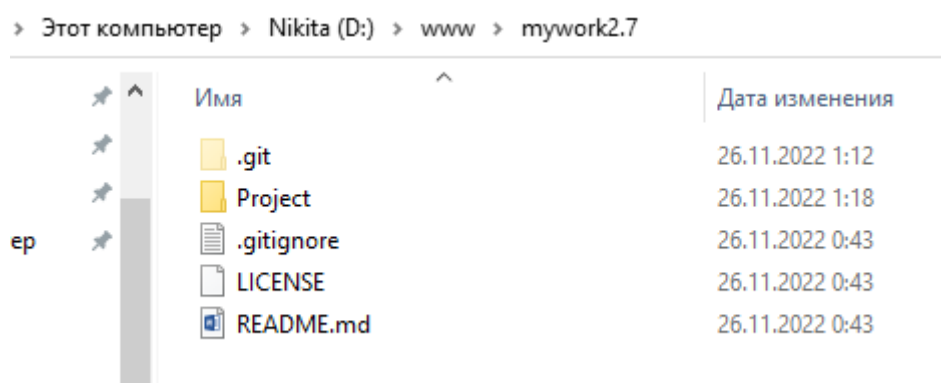 > Этот компьютер > Nikita (D:) > www > mywork2.7
Имя Дата изменения
.git 26.11.2022 1:12
Project 26.11.2022 1:18
ер .gitignore 26.11.2022 0:43
LICENSE 26.11.2022 0:43
README.md 26.11.2022 0:43